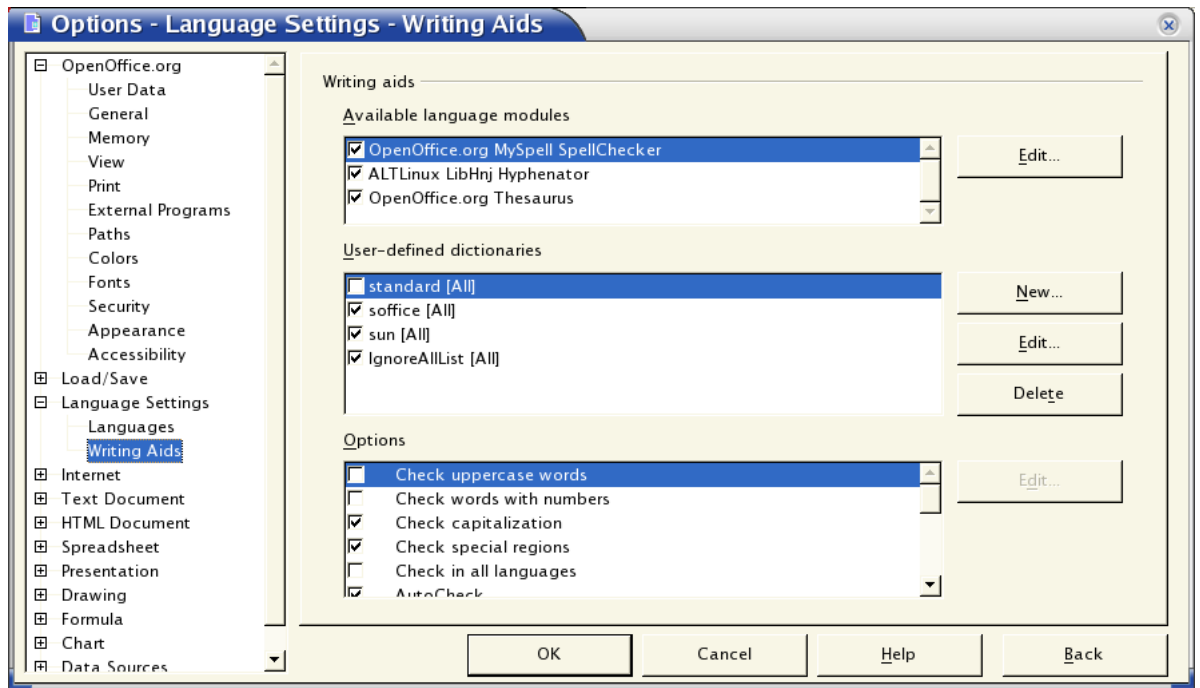 Options - Language Settings - Writing Aids
OpenOffice.org
User Data
General
Memory
View
Print
External Programs
Paths
Colors
Fonts
Security
Appearance
Accessibility
Load/Save
Language Settings
Languages
Writing Aids
Internet
Text Document
HTML Document
Spreadsheet
Presentation
Drawing
Formula
Chart
Data Sources
Writing aids
Available language modules
OpenOffice.org MySpell SpellChecker
ALTLinux LibHnj Hyphenator
OpenOffice.org Thesaurus
Edit...
User-defined dictionaries
standard [All]
soffice [All]
sun [All]
IgnoreAllList [All]
New...
Edit...
Delete
Options
Check uppercase words
Check words with numbers
Check capitalization
Check special regions
Check in all languages
AutoCheck
Edit...
OK
Cancel
Help
Back